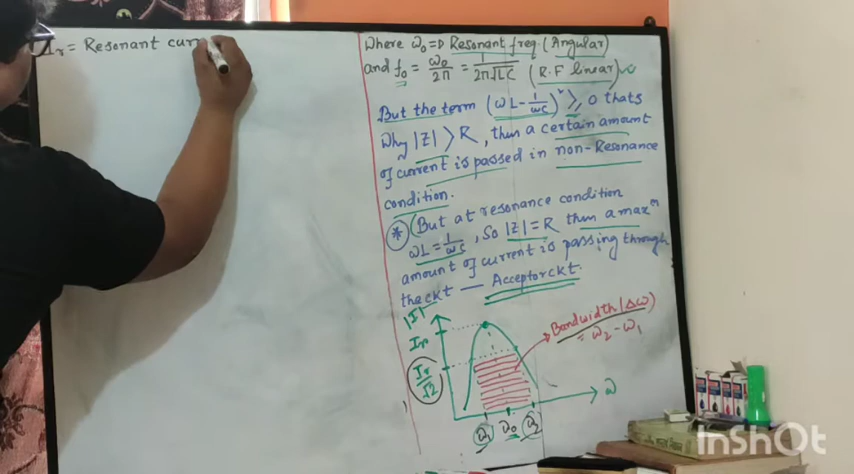 Ir = Resonant curr
Where ω₀ ⇒ Resonant freq. (Angular)
and f₀ = ω₀/2π = 1/2π√LC (R.F linear)
But the term (ωL - 1/ωC)² ≥, 0 thats
Why |Z| > R, thus a certain amount
of current is passed in non-Resonance
condition.
* (But at resonance condition
ωL = 1/ωC, So |Z| = R thus a maxᵐ
amount of current is passing through
the ckt — Acceptor ckt.
|I|
Ir
Ir/√2
Bandwidth (Δω)
= ω₂ - ω₁
ω
ω₁ ω₀ ω₂
InShOt